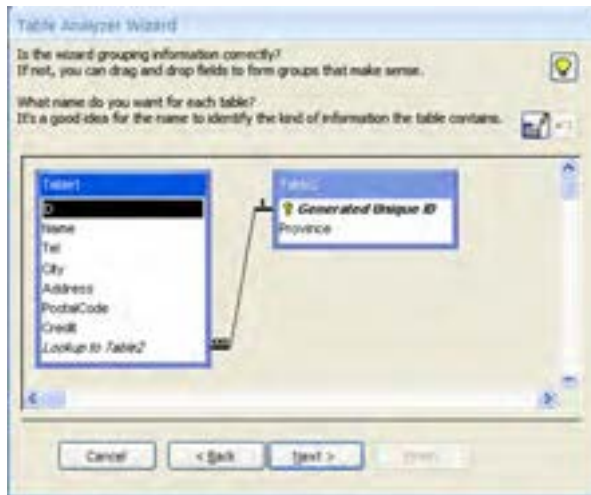 Table Analyzer Wizard
Is the wizard grouping information correctly?
If not, you can drag and drop fields to form groups that make sense.
What name do you want for each table?
It's a good idea for the name to identify the kind of information the table contains.
Table1
ID
Name
Tel
City
Address
PostalCode
Credit
Lookup to Table2
Table2
Generated Unique ID
Province
Cancel
< Back
Next >
Finish